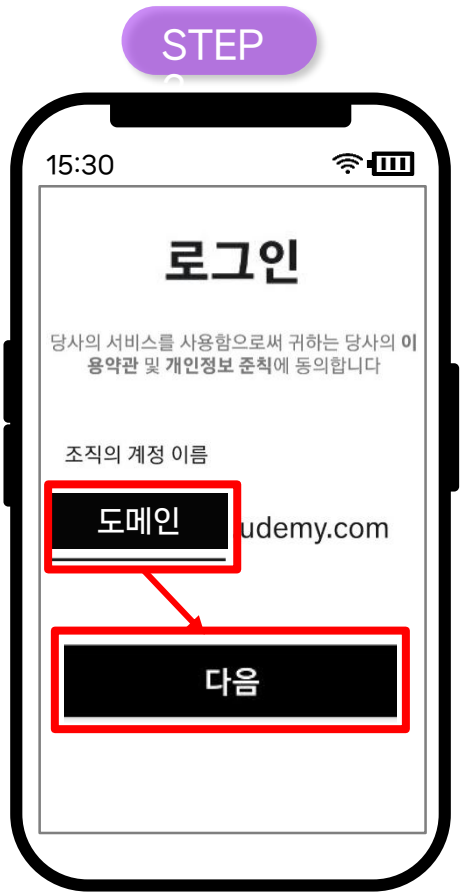 STEP
15:30
로그인
당사의 서비스를 사용함으로써 귀하는 당사의 이
용약관 및 개인정보 준칙에 동의합니다
조직의 계정 이름
도메인 .udemy.com
다음